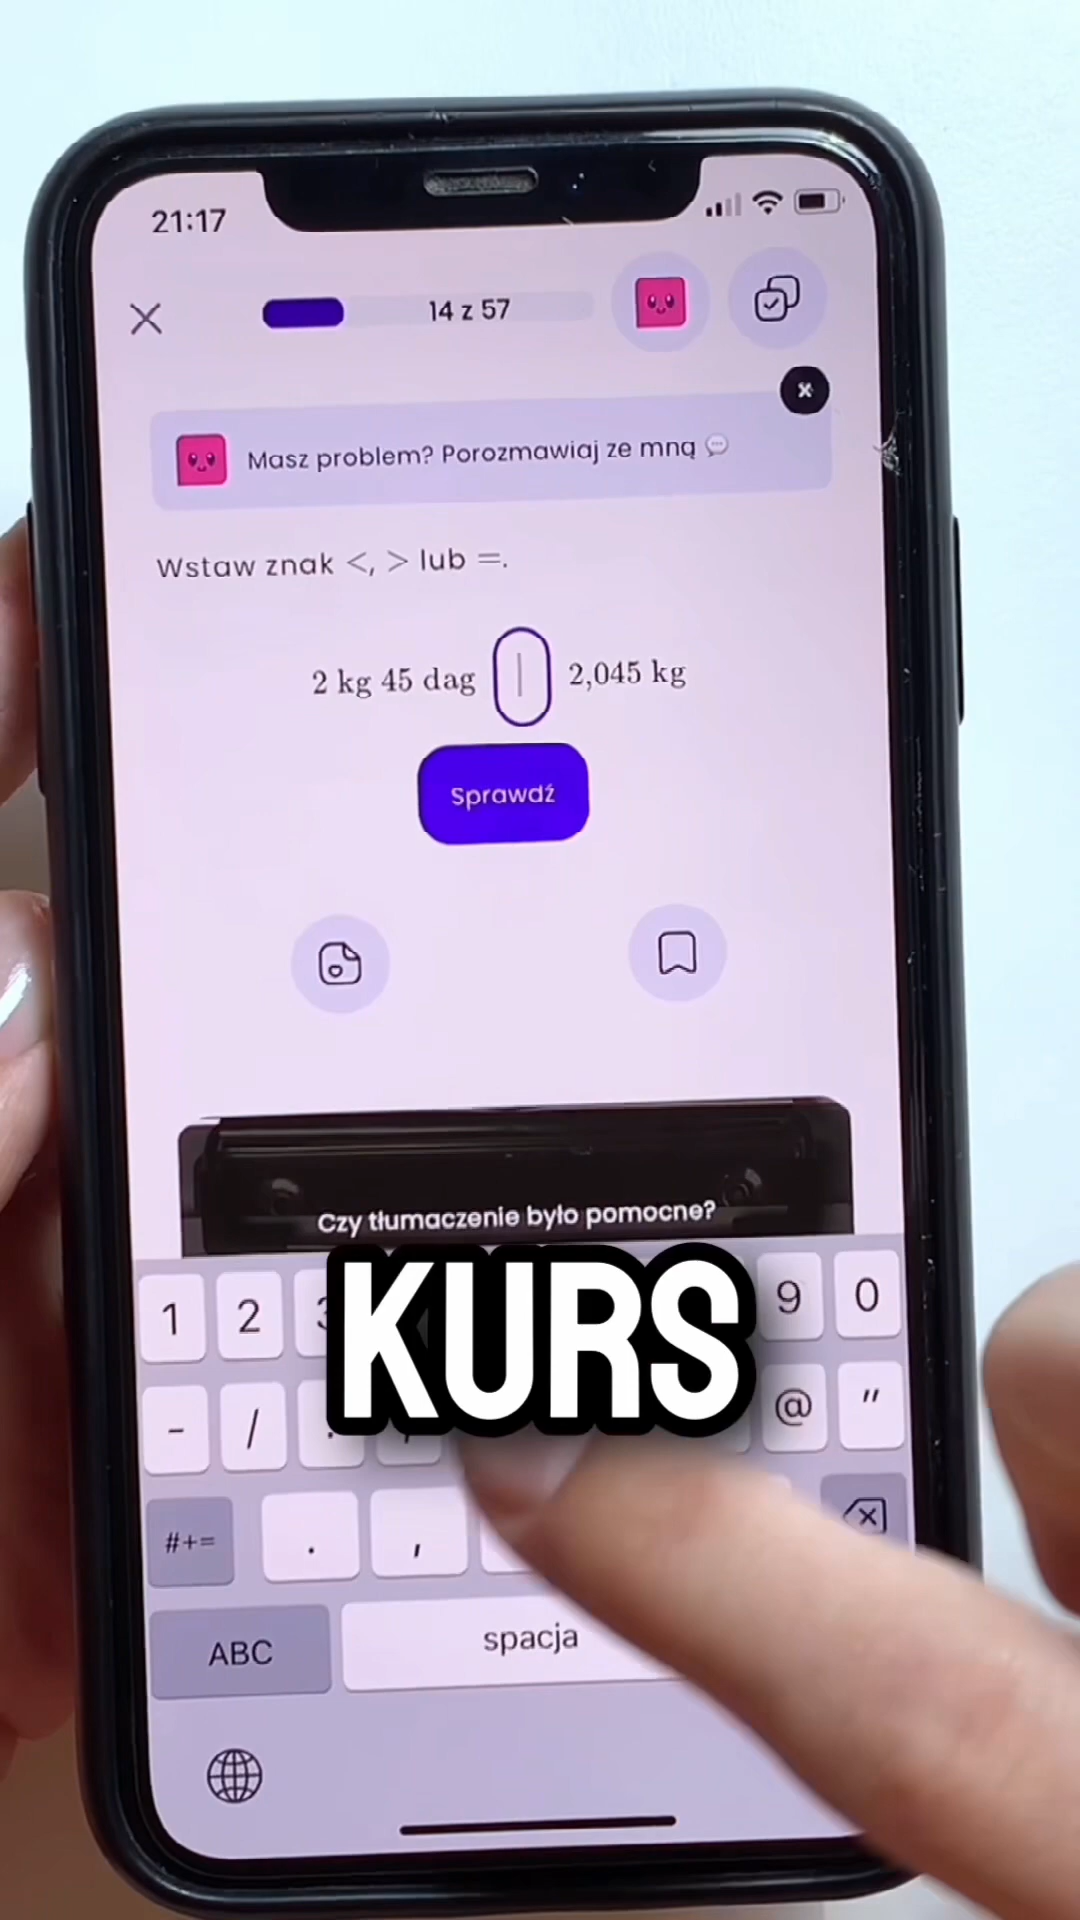 21:17
14 z 57
Masz problem? Porozmawiaj ze mną
Wstaw znak <, > lub =.
2 kg 45 dag
2,045 kg
Sprawdź
Czy tłumaczenie było pomocne?
KURS
1 2 3 9 0
- / : @ "
#+= . ,
ABC spacja